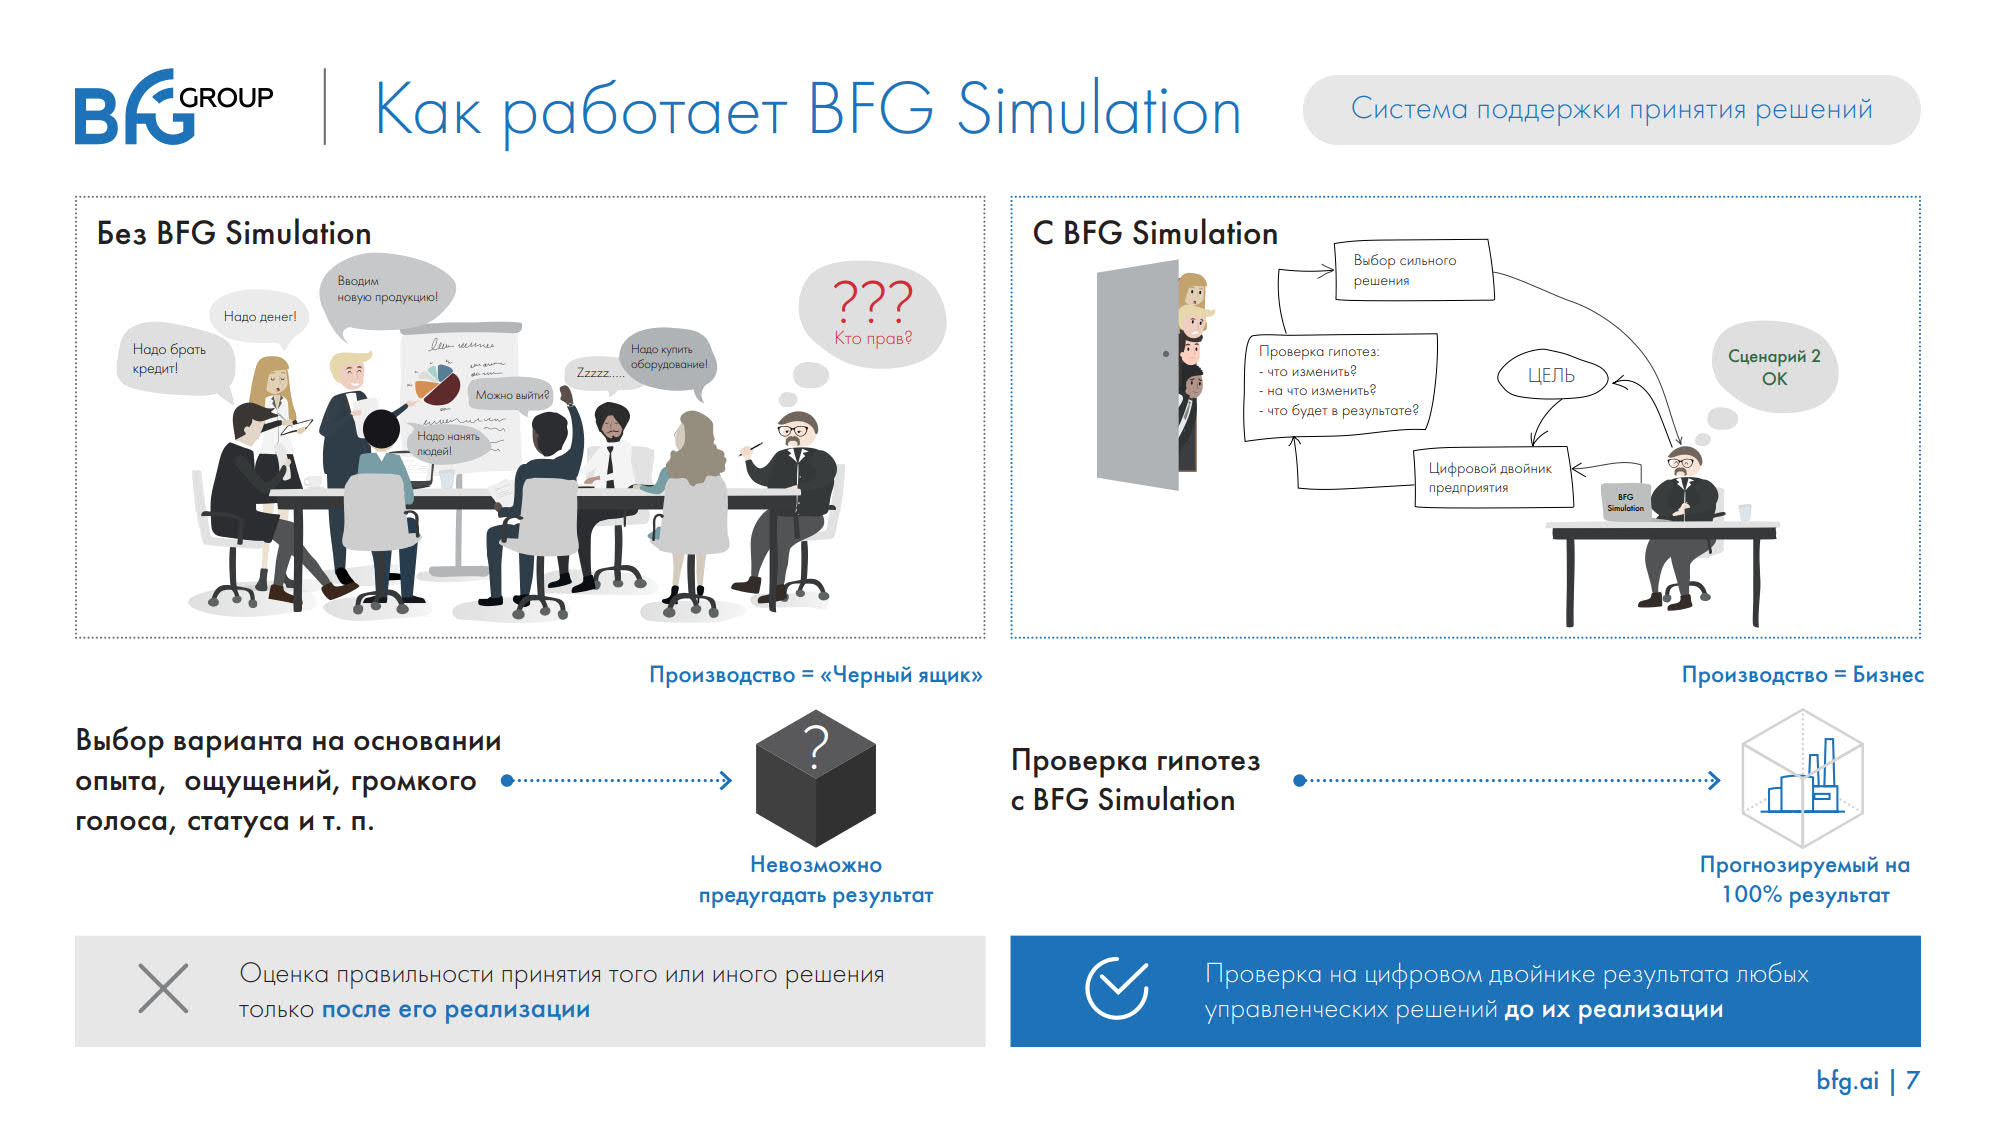 BFG GROUP
Как работает BFG Simulation
Система поддержки принятия решений
Без BFG Simulation
Вводим
новую продукцию!
Надо денег!
Надо брать
кредит!
Можно выйти?
Надо нанять
людей!
Zzzzz.....
Надо купить
оборудование!
???
Кто прав?
С BFG Simulation
Выбор сильного
решения
Проверка гипотез:
- что изменить?
- на что изменить?
- что будет в результате?
ЦЕЛЬ
Цифровой двойник
предприятия
Сценарий 2
ОК
BFG
Simulation
Производство = «Черный ящик»
Выбор варианта на основании
опыта, ощущений, громкого
голоса, статуса и т. п.
?
Невозможно
предугадать результат
Производство = Бизнес
Проверка гипотез
с BFG Simulation
Прогнозируемый на
100% результат
Оценка правильности принятия того или иного решения
только после его реализации
Проверка на цифровом двойнике результата любых
управленческих решений до их реализации
bfg.ai | 7